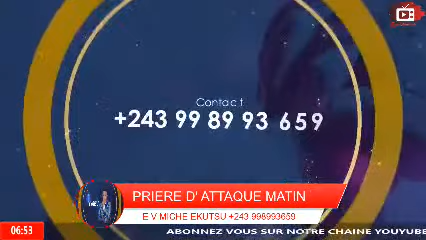 Contact
+243 99 89 93 659
PRIERE D' ATTAQUE MATIN
E V MICHE EKUTSU +243 998993659
06:53
ABONNEZ VOUS SUR NOTRE CHAINE YOUYUBE